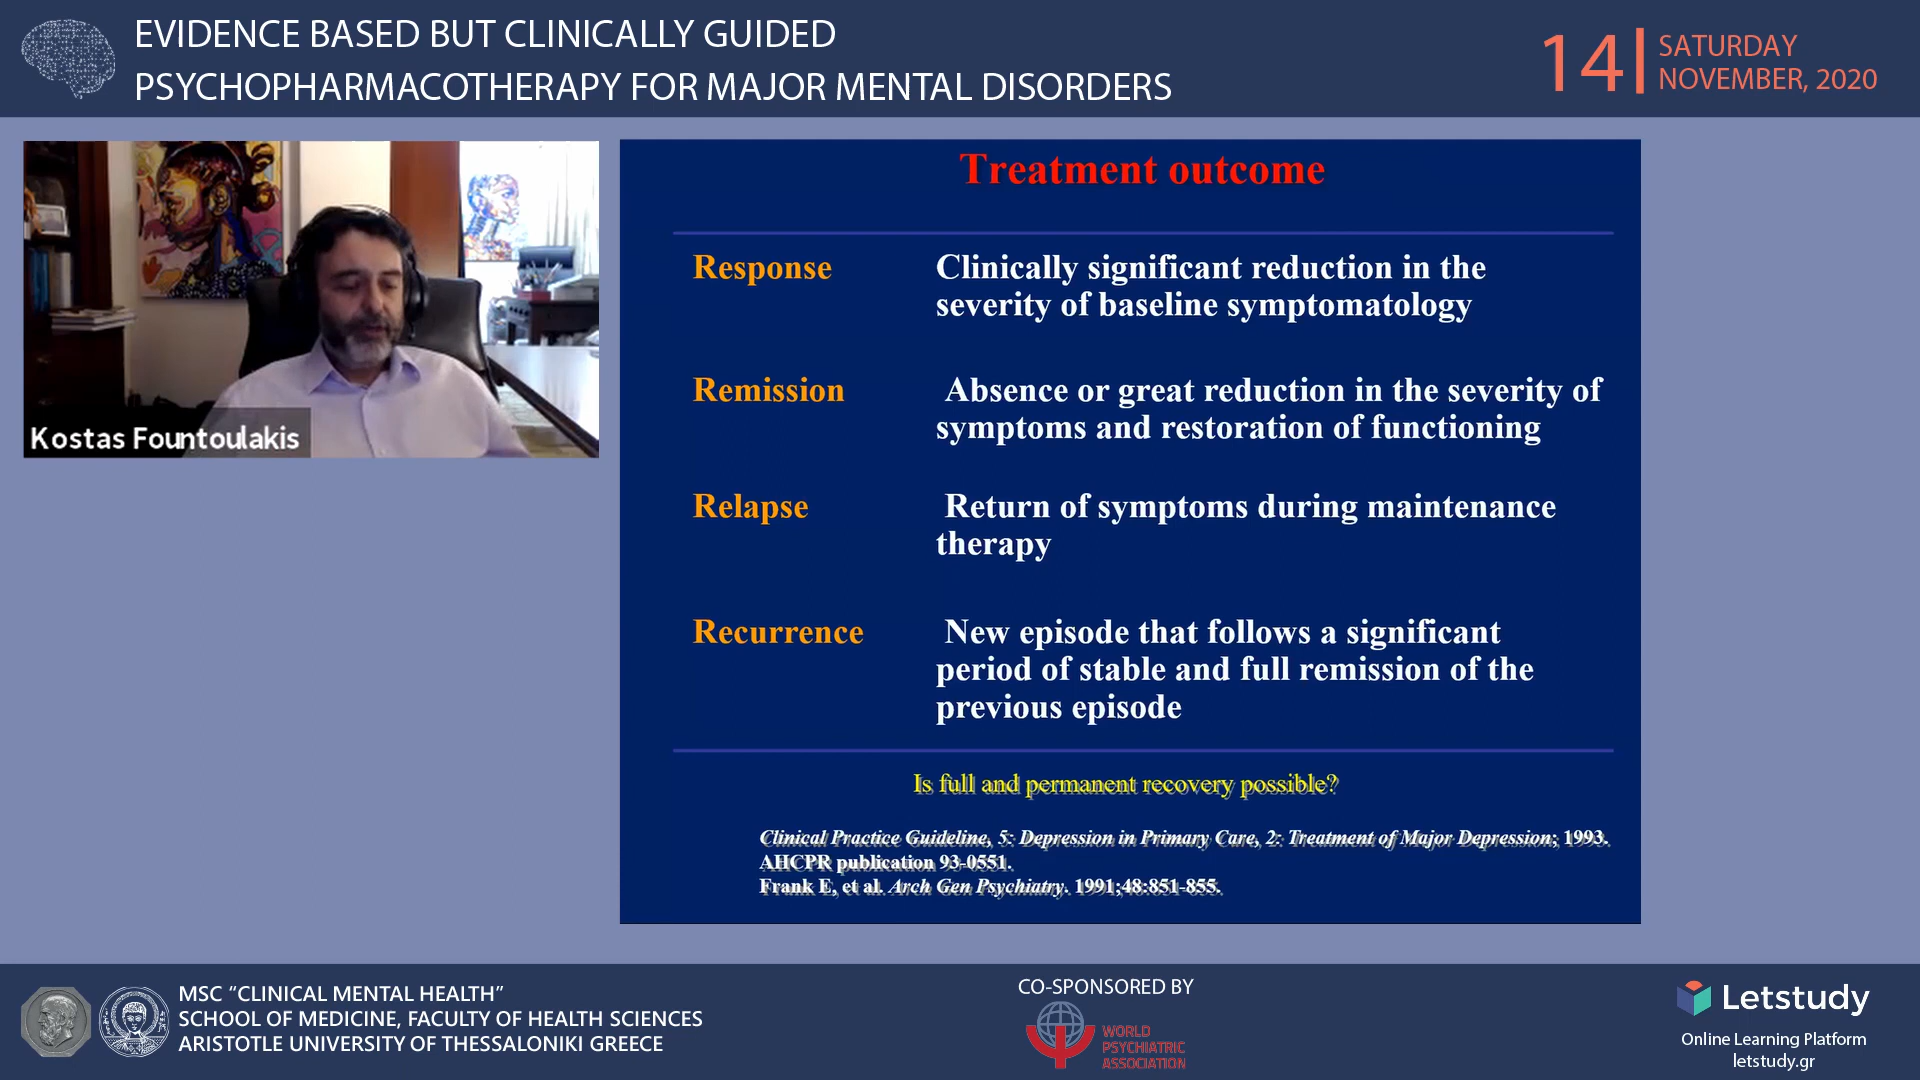 EVIDENCE BASED BUT CLINICALLY GUIDED
PSYCHOPHARMACOTHERAPY FOR MAJOR MENTAL DISORDERS
14
SATURDAY
NOVEMBER, 2020
Kostas Fountoulakis
Treatment outcome
Response Clinically significant reduction in the
severity of baseline symptomatology
Remission Absence or great reduction in the severity of
symptoms and restoration of functioning
Relapse Return of symptoms during maintenance
therapy
Recurrence New episode that follows a significant
period of stable and full remission of the
previous episode
Is full and permanent recovery possible?
Clinical Practice Guideline, 5: Depression in Primary Care, 2: Treatment of Major Depression; 1993.
AHCPR publication 93-0551.
Frank E, et al. Arch Gen Psychiatry. 1991;48:851-855.
MSC “CLINICAL MENTAL HEALTH”
SCHOOL OF MEDICINE, FACULTY OF HEALTH SCIENCES
ARISTOTLE UNIVERSITY OF THESSALONIKI GREECE
CO-SPONSORED BY
WORLD
PSYCHIATRIC
ASSOCIATION
Letstudy
Online Learning Platform
letstudy.gr